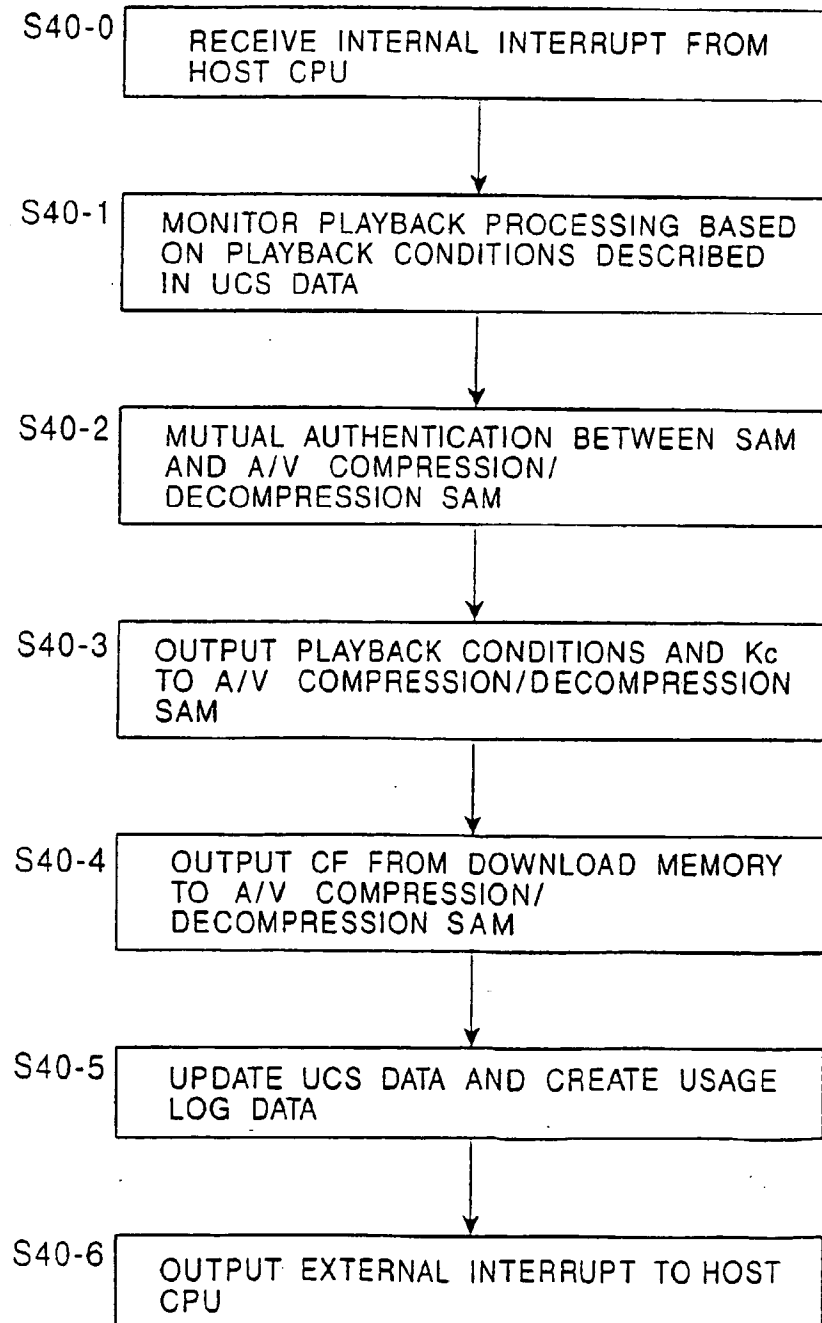 S40-0
RECEIVE INTERNAL INTERRUPT FROM
HOST CPU
S40-1
MONITOR PLAYBACK PROCESSING BASED
ON PLAYBACK CONDITIONS DESCRIBED
IN UCS DATA
S40-2
MUTUAL AUTHENTICATION BETWEEN SAM
AND A/V COMPRESSION/
DECOMPRESSION SAM
S40-3
OUTPUT PLAYBACK CONDITIONS AND Kc
TO A/V COMPRESSION/DECOMPRESSION
SAM
S40-4
OUTPUT CF FROM DOWNLOAD MEMORY
TO A/V COMPRESSION/
DECOMPRESSION SAM
S40-5
UPDATE UCS DATA AND CREATE USAGE
LOG DATA
S40-6
OUTPUT EXTERNAL INTERRUPT TO HOST
CPU